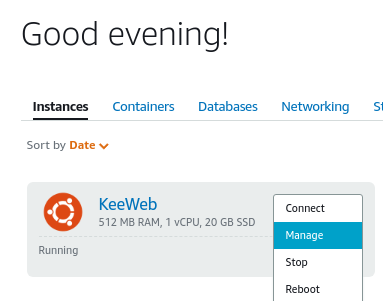 Good evening!
Instances Containers Databases Networking
Sort by Date
KeeWeb
512 MB RAM, 1 vCPU, 20 GB SSD
Running
Connect
Manage
Stop
Reboot